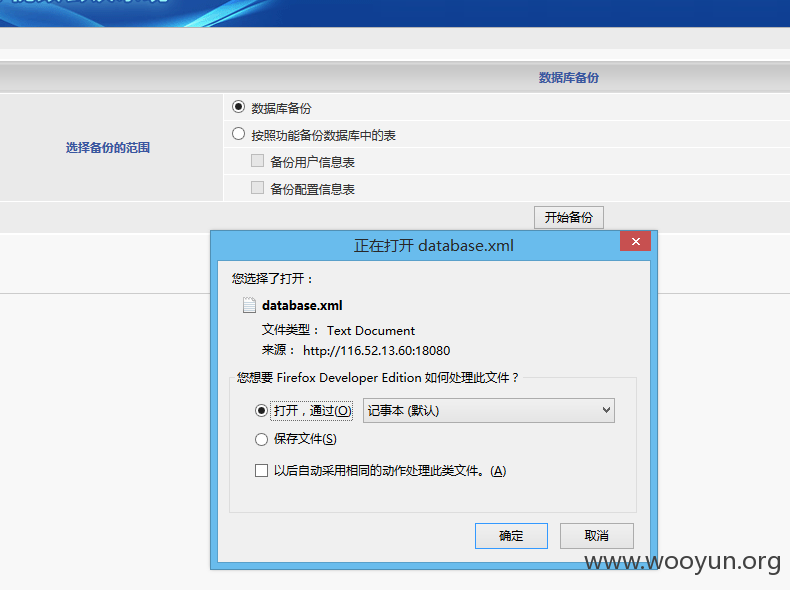 数据库备份
选择备份的范围
数据库备份
按照功能备份数据库中的表
备份用户信息表
备份配置信息表
开始备份
正在打开 database.xml
您选择了打开：
database.xml
文件类型： Text Document
来源： http://116.52.13.60:18080
您想要 Firefox Developer Edition 如何处理此文件？
打开，通过(O) 记事本 (默认)
保存文件(S)
以后自动采用相同的动作处理此类文件。(A)
确定 取消
www.wooyun.org